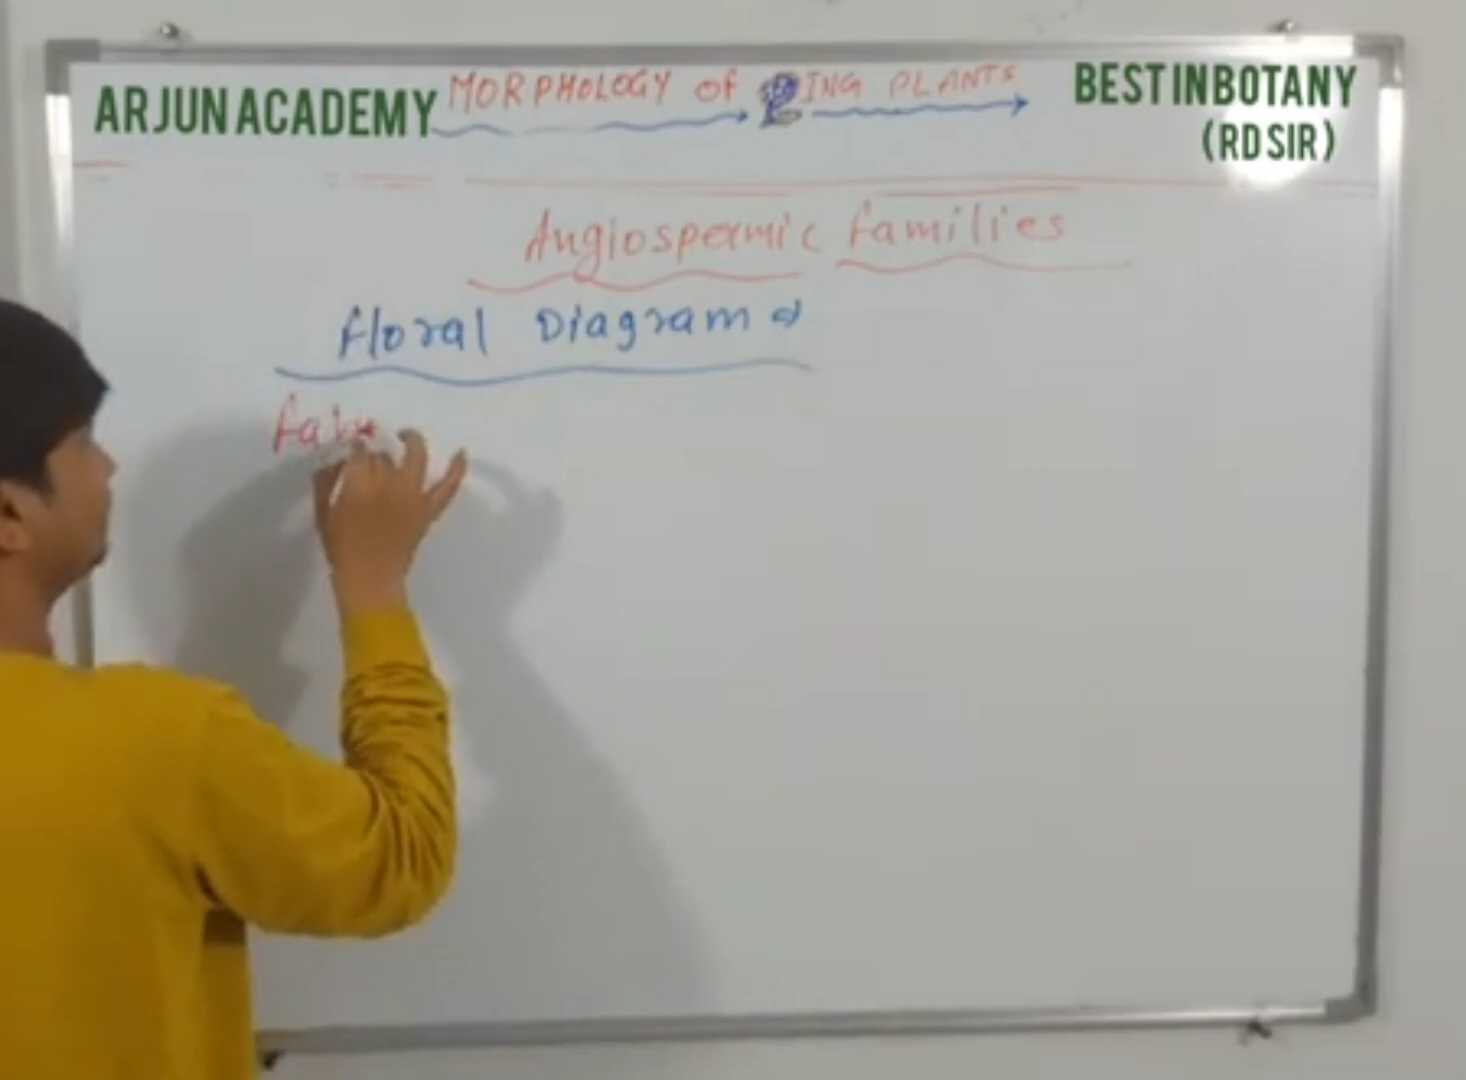 ARJUN ACADEMY MORPHOLOGY OF ING PLANTS BEST IN BOTANY
(RD SIR)
Angiospermic families
floral Diagram ⇒